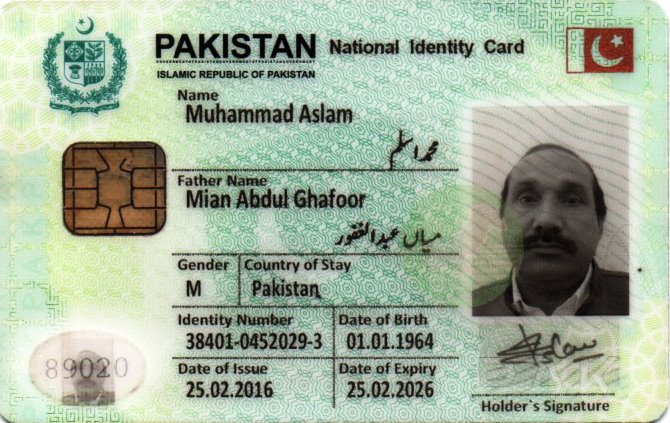 PAKISTAN National Identity Card
ISLAMIC REPUBLIC OF PAKISTAN
Name
Muhammad Aslam
محمد اسلم
Father Name
Mian Abdul Ghafoor
میاں عبدالغفور
Gender Country of Stay
M Pakistan
Identity Number Date of Birth
38401-0452029-3 01.01.1964
Date of Issue Date of Expiry
25.02.2016 25.02.2026
89020
Holder`s Signature